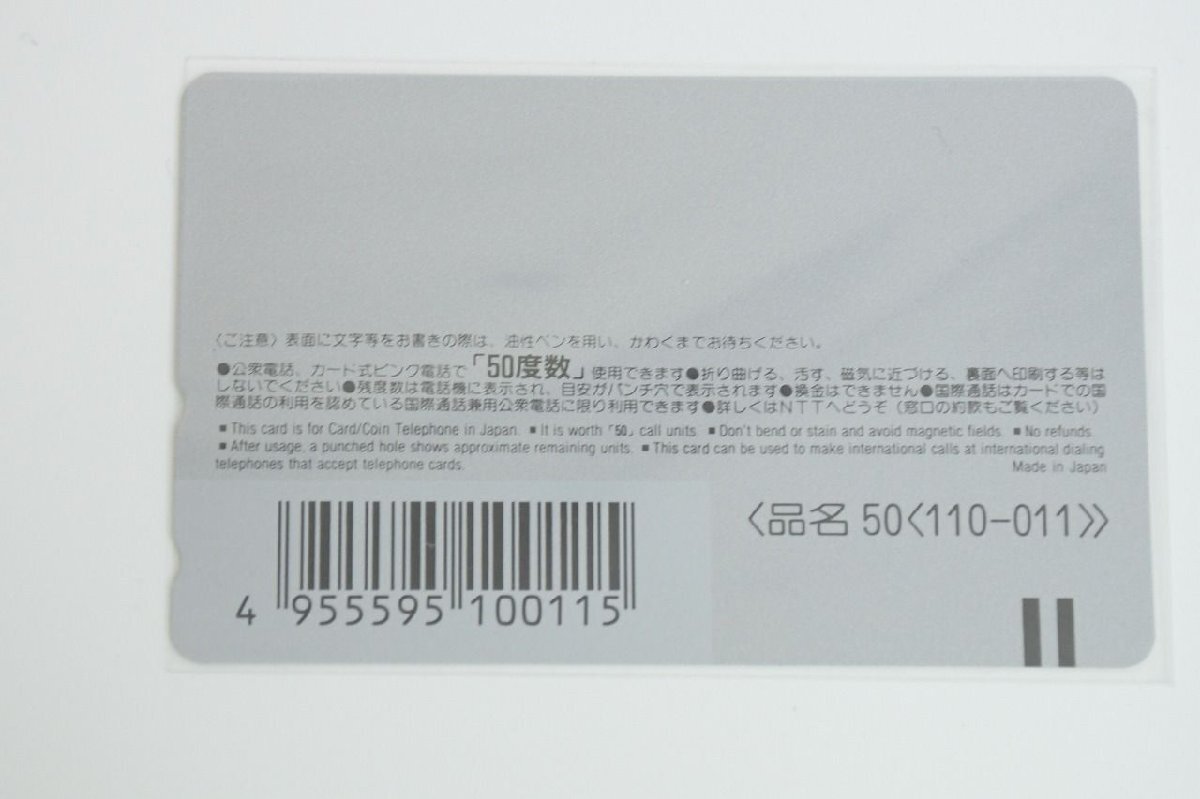 〈ご注意〉表面に文字等をお書きの際は、油性ペンを用い、かわくまでお待ちください。
●公衆電話、カード式ピンク電話で「50度数」使用できます●折り曲げる、汚す、磁気に近づける、裏面へ印刷する等は
しないでください●残度数は電話機に表示され、目安がパンチ穴で表示されます●換金はできません●国際通話はカードでの国
際通話の利用を認めている国際通話兼用公衆電話に限り利用できます●詳しくはNTTへどうぞ（窓口の約款もご覧ください）
■This card is for Card/Coin Telephone in Japan. ■It is worth「50」call units. ■Don't bend or stain and avoid magnetic fields. ■No refunds.
■After usage, a punched hole shows approximate remaining units. ■This card can be used to make international calls at international dialing
telephones that accept telephone cards. Made in Japan
〈品名 50〈110-011〉〉
4 955595 100115